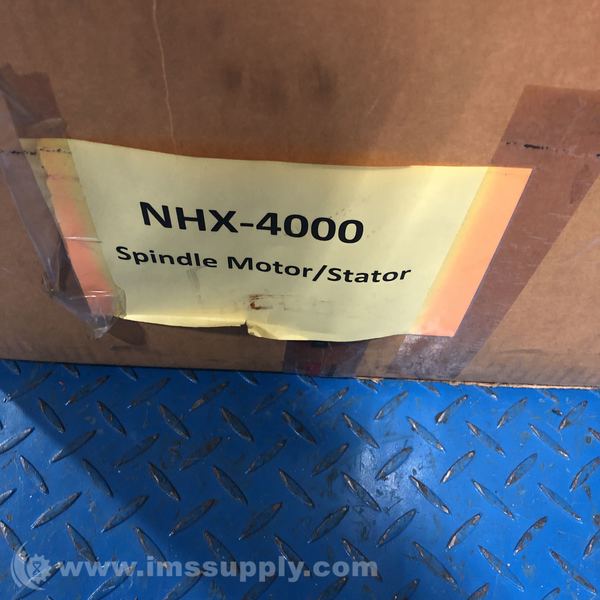 NHX-4000
Spindle Motor/Stator
www.imssupply.com